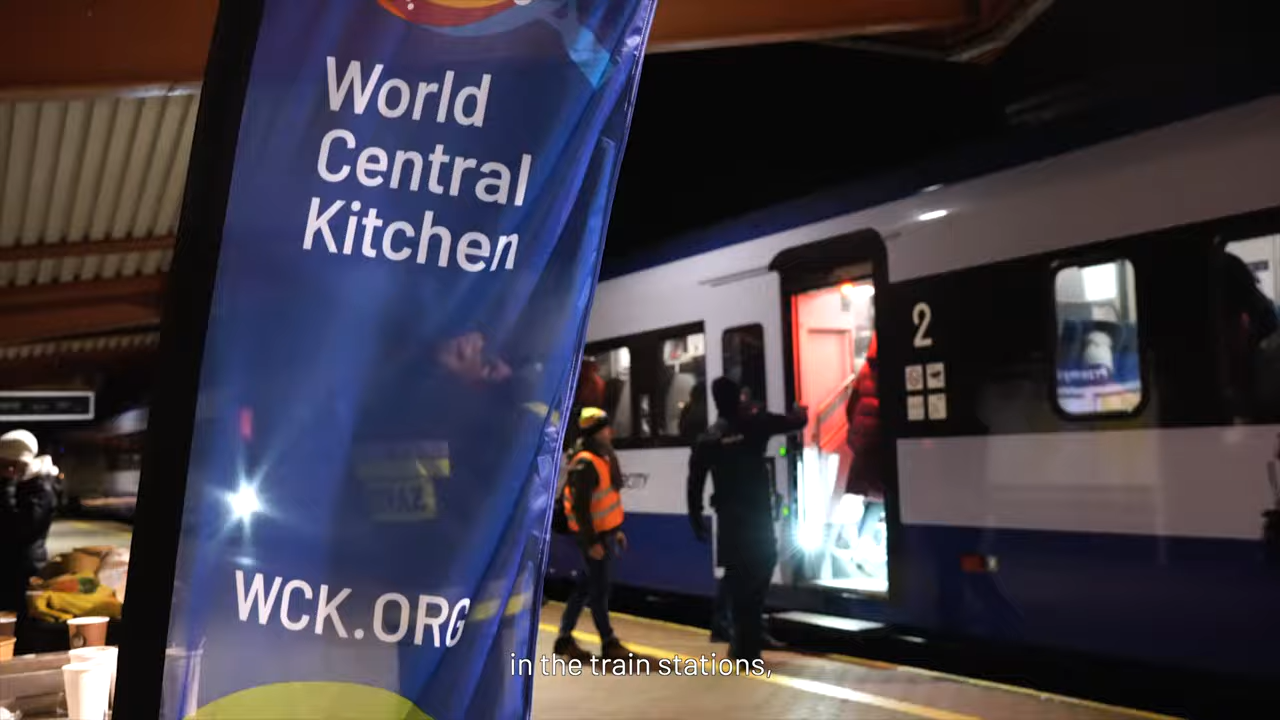 World
Central
Kitchen
2
WCK.ORG
in the train stations,